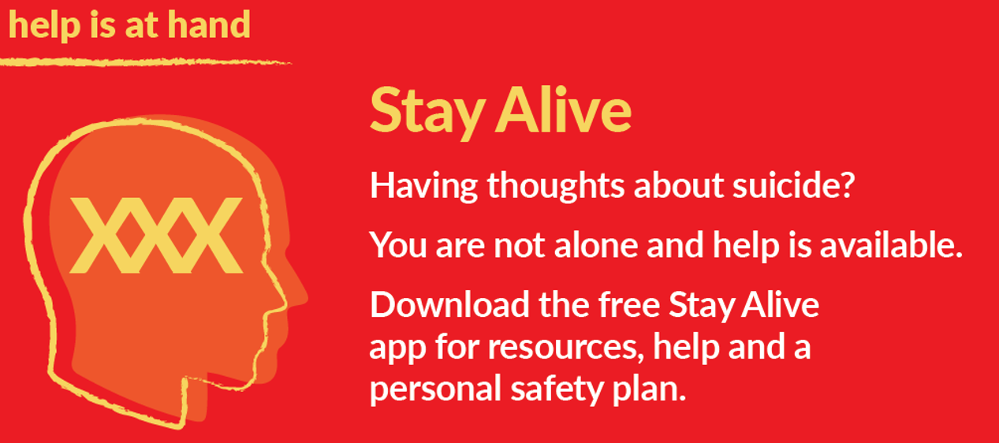 help is at hand
Stay Alive
XXX
Having thoughts about suicide?
You are not alone and help is available.
Download the free Stay Alive
app for resources, help and a
personal safety plan.